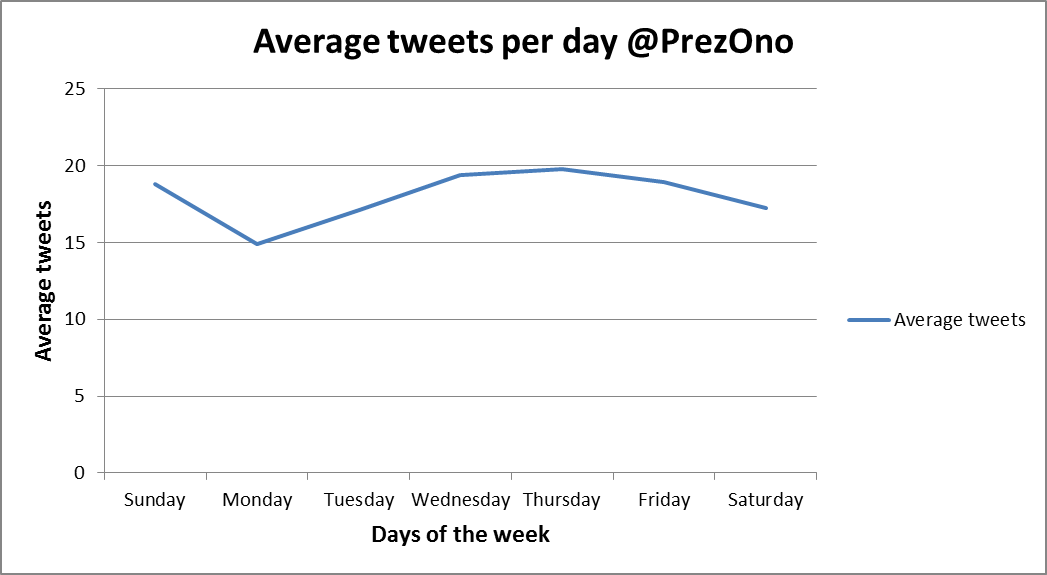 Average tweets per day @PrezOno
25
20
15
10
5
0
Average tweets
Sunday Monday Tuesday Wednesday Thursday Friday Saturday
Days of the week
Average tweets